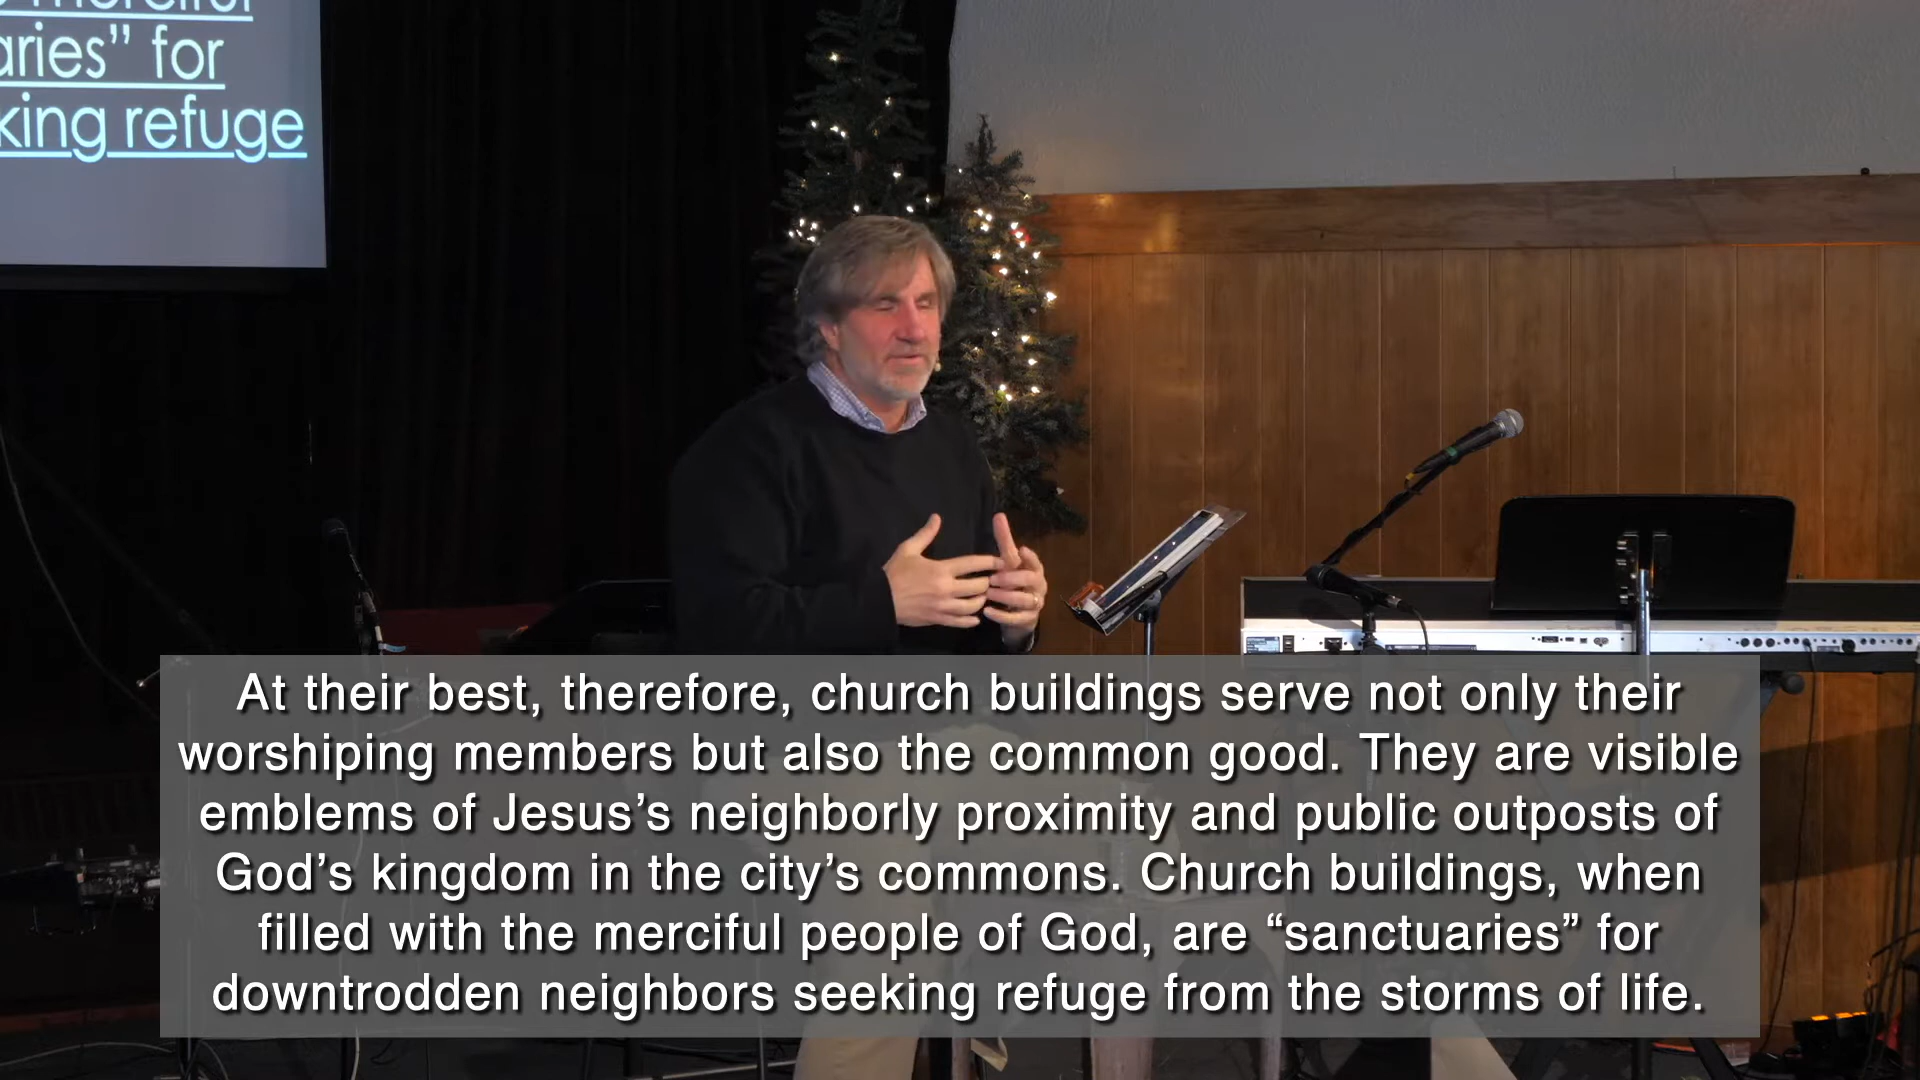 merciful
aries” for
king refuge
At their best, therefore, church buildings serve not only their
worshiping members but also the common good. They are visible
emblems of Jesus’s neighborly proximity and public outposts of
God’s kingdom in the city’s commons. Church buildings, when
filled with the merciful people of God, are “sanctuaries” for
downtrodden neighbors seeking refuge from the storms of life.